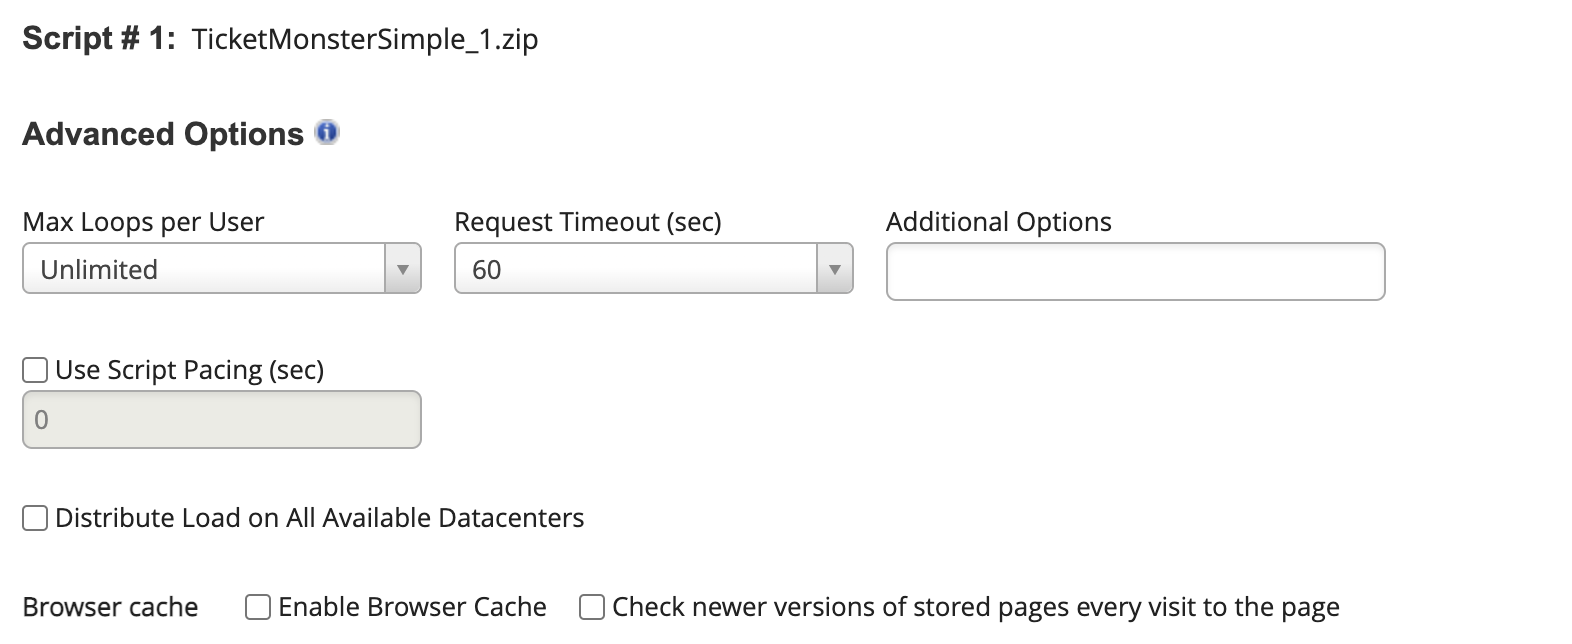 Script # 1: TicketMonsterSimple_1.zip
Advanced Options
Max Loops per User
Request Timeout (sec)
Additional Options
Unlimited
60
Use Script Pacing (sec)
0
Distribute Load on All Available Datacenters
Browser cache
Enable Browser Cache
Check newer versions of stored pages every visit to the page